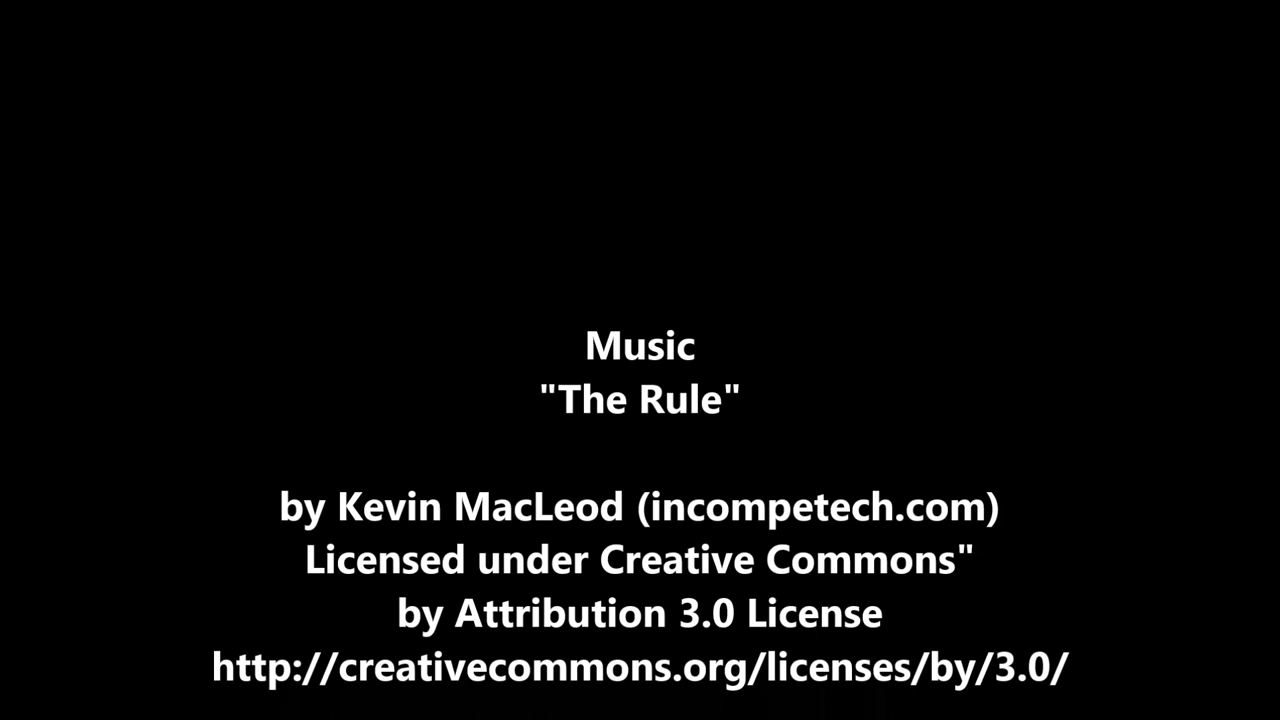 Music
"The Rule"
by Kevin MacLeod (incompetech.com)
Licensed under Creative Commons"
by Attribution 3.0 License
http://creativecommons.org/licenses/by/3.0/